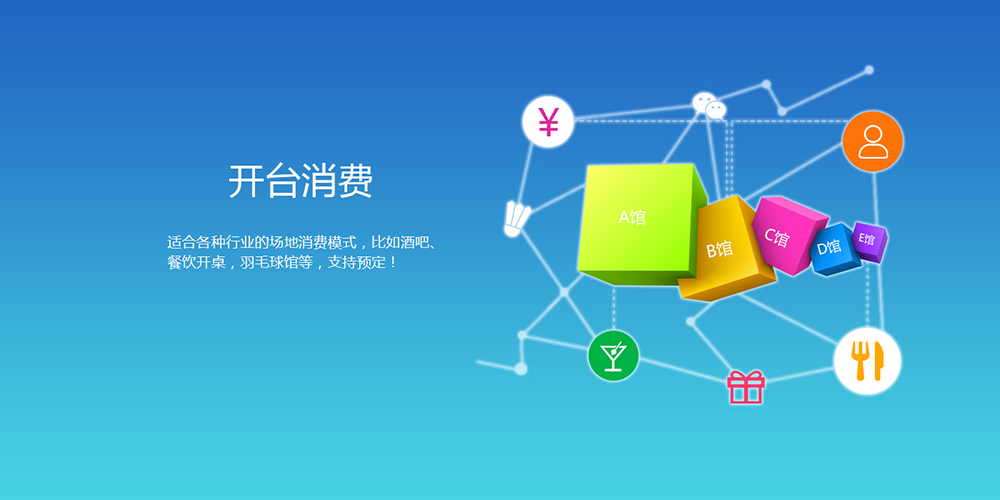 开台消费
适合各种行业的场地消费模式，比如酒吧、
餐饮开桌，羽毛球馆等，支持预定！
¥
A馆
B馆
C馆
D馆
E馆